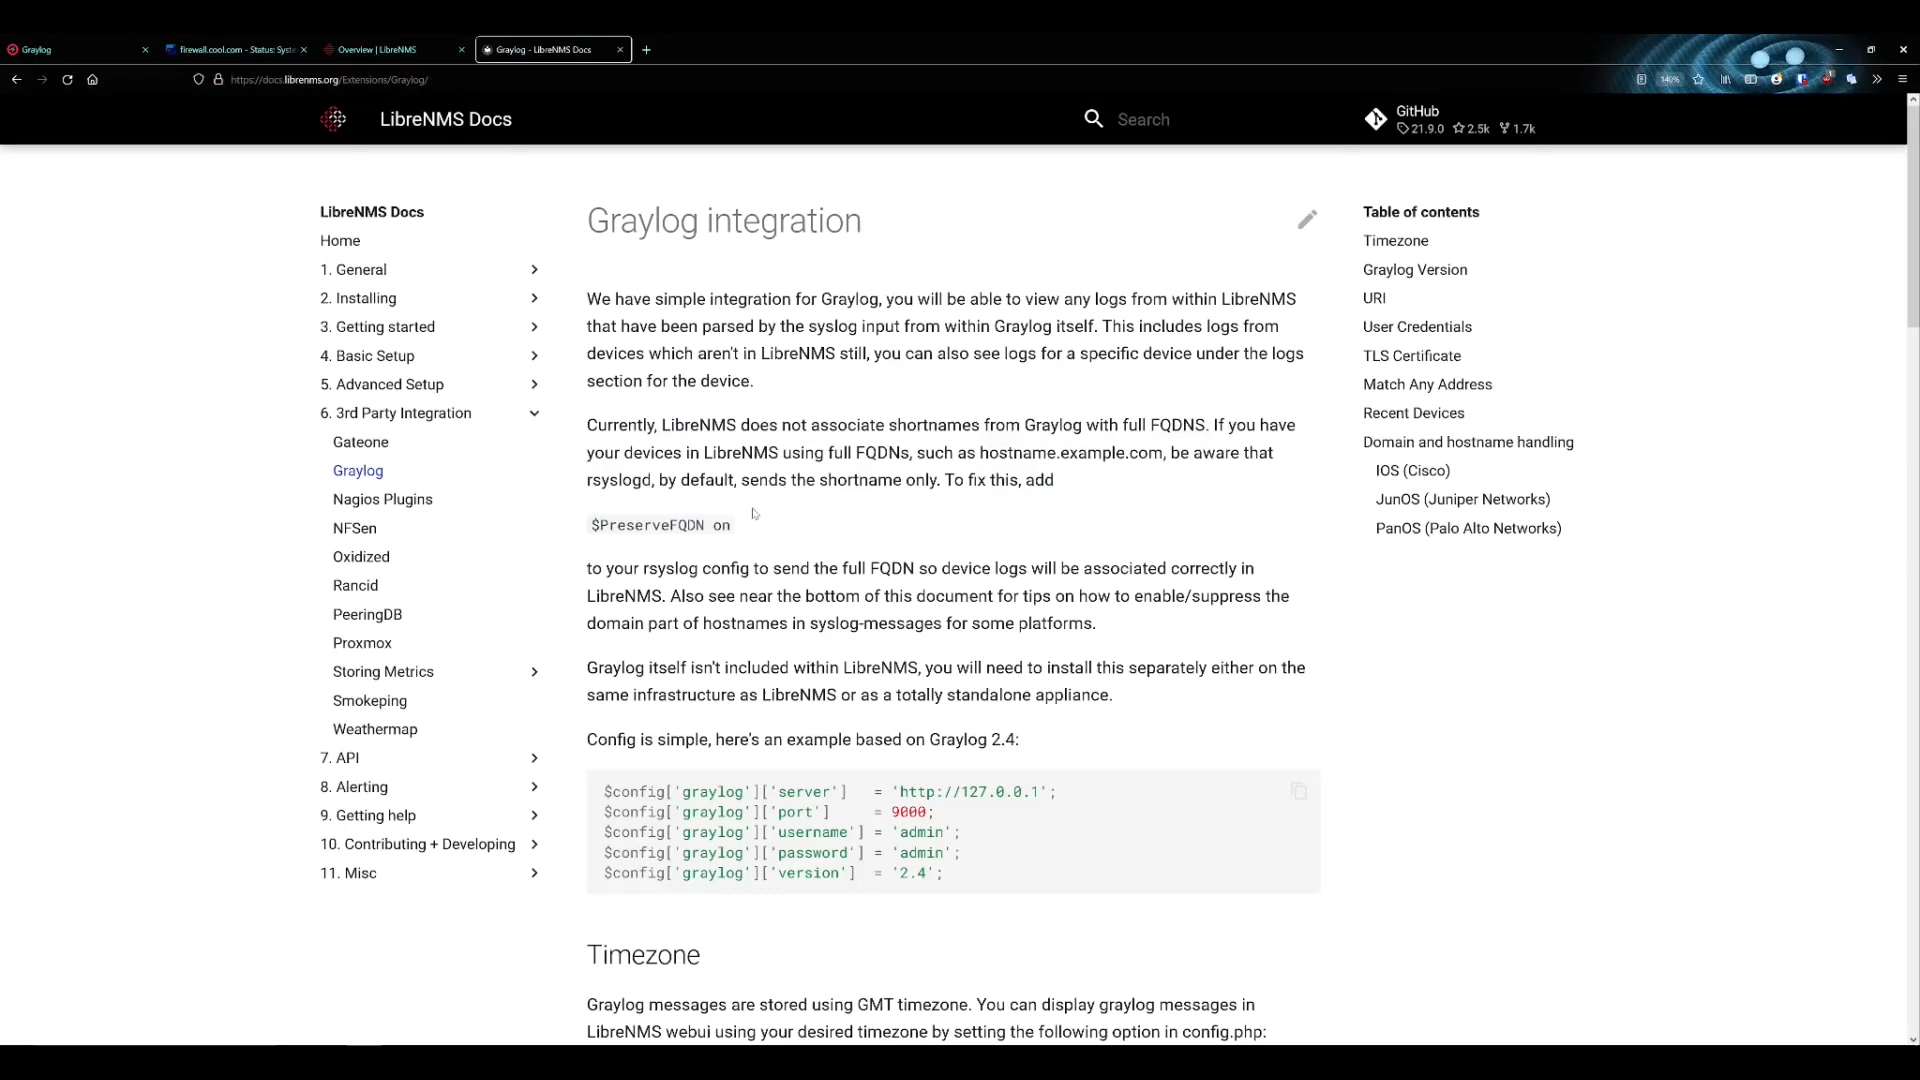 Graylog
firewall.cool.com - Status: Syste
Overview | LibreNMS
Graylog - LibreNMS Docs
https://docs.librenms.org/Extensions/Graylog/
140%
LibreNMS Docs
Search
GitHub
21.9.0 2.5k 1.7k
LibreNMS Docs
Home
1. General
2. Installing
3. Getting started
4. Basic Setup
5. Advanced Setup
6. 3rd Party Integration
Gateone
Graylog
Nagios Plugins
NFSen
Oxidized
Rancid
PeeringDB
Proxmox
Storing Metrics
Smokeping
Weathermap
7. API
8. Alerting
9. Getting help
10. Contributing + Developing
11. Misc
Graylog integration
We have simple integration for Graylog, you will be able to view any logs from within LibreNMS
that have been parsed by the syslog input from within Graylog itself. This includes logs from
devices which aren't in LibreNMS still, you can also see logs for a specific device under the logs
section for the device.
Currently, LibreNMS does not associate shortnames from Graylog with full FQDNS. If you have
your devices in LibreNMS using full FQDNs, such as hostname.example.com, be aware that
rsyslogd, by default, sends the shortname only. To fix this, add
$PreserveFQDN on
to your rsyslog config to send the full FQDN so device logs will be associated correctly in
LibreNMS. Also see near the bottom of this document for tips on how to enable/suppress the
domain part of hostnames in syslog-messages for some platforms.
Graylog itself isn't included within LibreNMS, you will need to install this separately either on the
same infrastructure as LibreNMS or as a totally standalone appliance.
Config is simple, here's an example based on Graylog 2.4:
$config['graylog']['server']   = 'http://127.0.0.1';
$config['graylog']['port']     = 9000;
$config['graylog']['username'] = 'admin';
$config['graylog']['password'] = 'admin';
$config['graylog']['version']  = '2.4';
Timezone
Graylog messages are stored using GMT timezone. You can display graylog messages in
LibreNMS webui using your desired timezone by setting the following option in config.php:
Table of contents
Timezone
Graylog Version
URI
User Credentials
TLS Certificate
Match Any Address
Recent Devices
Domain and hostname handling
IOS (Cisco)
JunOS (Juniper Networks)
PanOS (Palo Alto Networks)